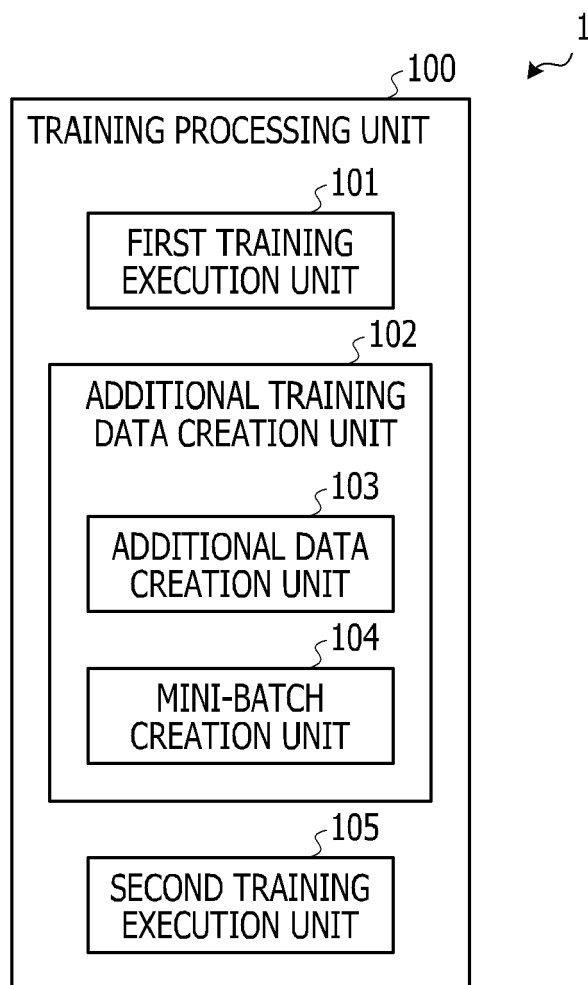 1
100
TRAINING PROCESSING UNIT
101
FIRST TRAINING
EXECUTION UNIT
102
ADDITIONAL TRAINING
DATA CREATION UNIT
103
ADDITIONAL DATA
CREATION UNIT
104
MINI-BATCH
CREATION UNIT
105
SECOND TRAINING
EXECUTION UNIT